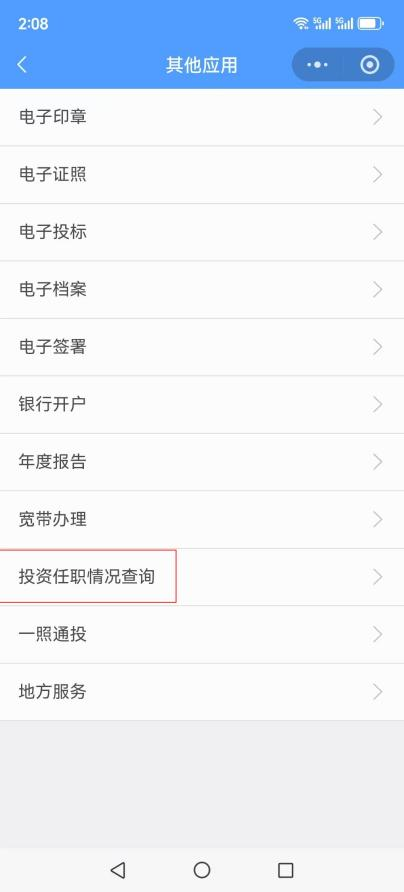 2:08
5G 5G
其他应用
电子印章
电子证照
电子投标
电子档案
电子签署
银行开户
年度报告
宽带办理
投资任职情况查询
一照通投
地方服务